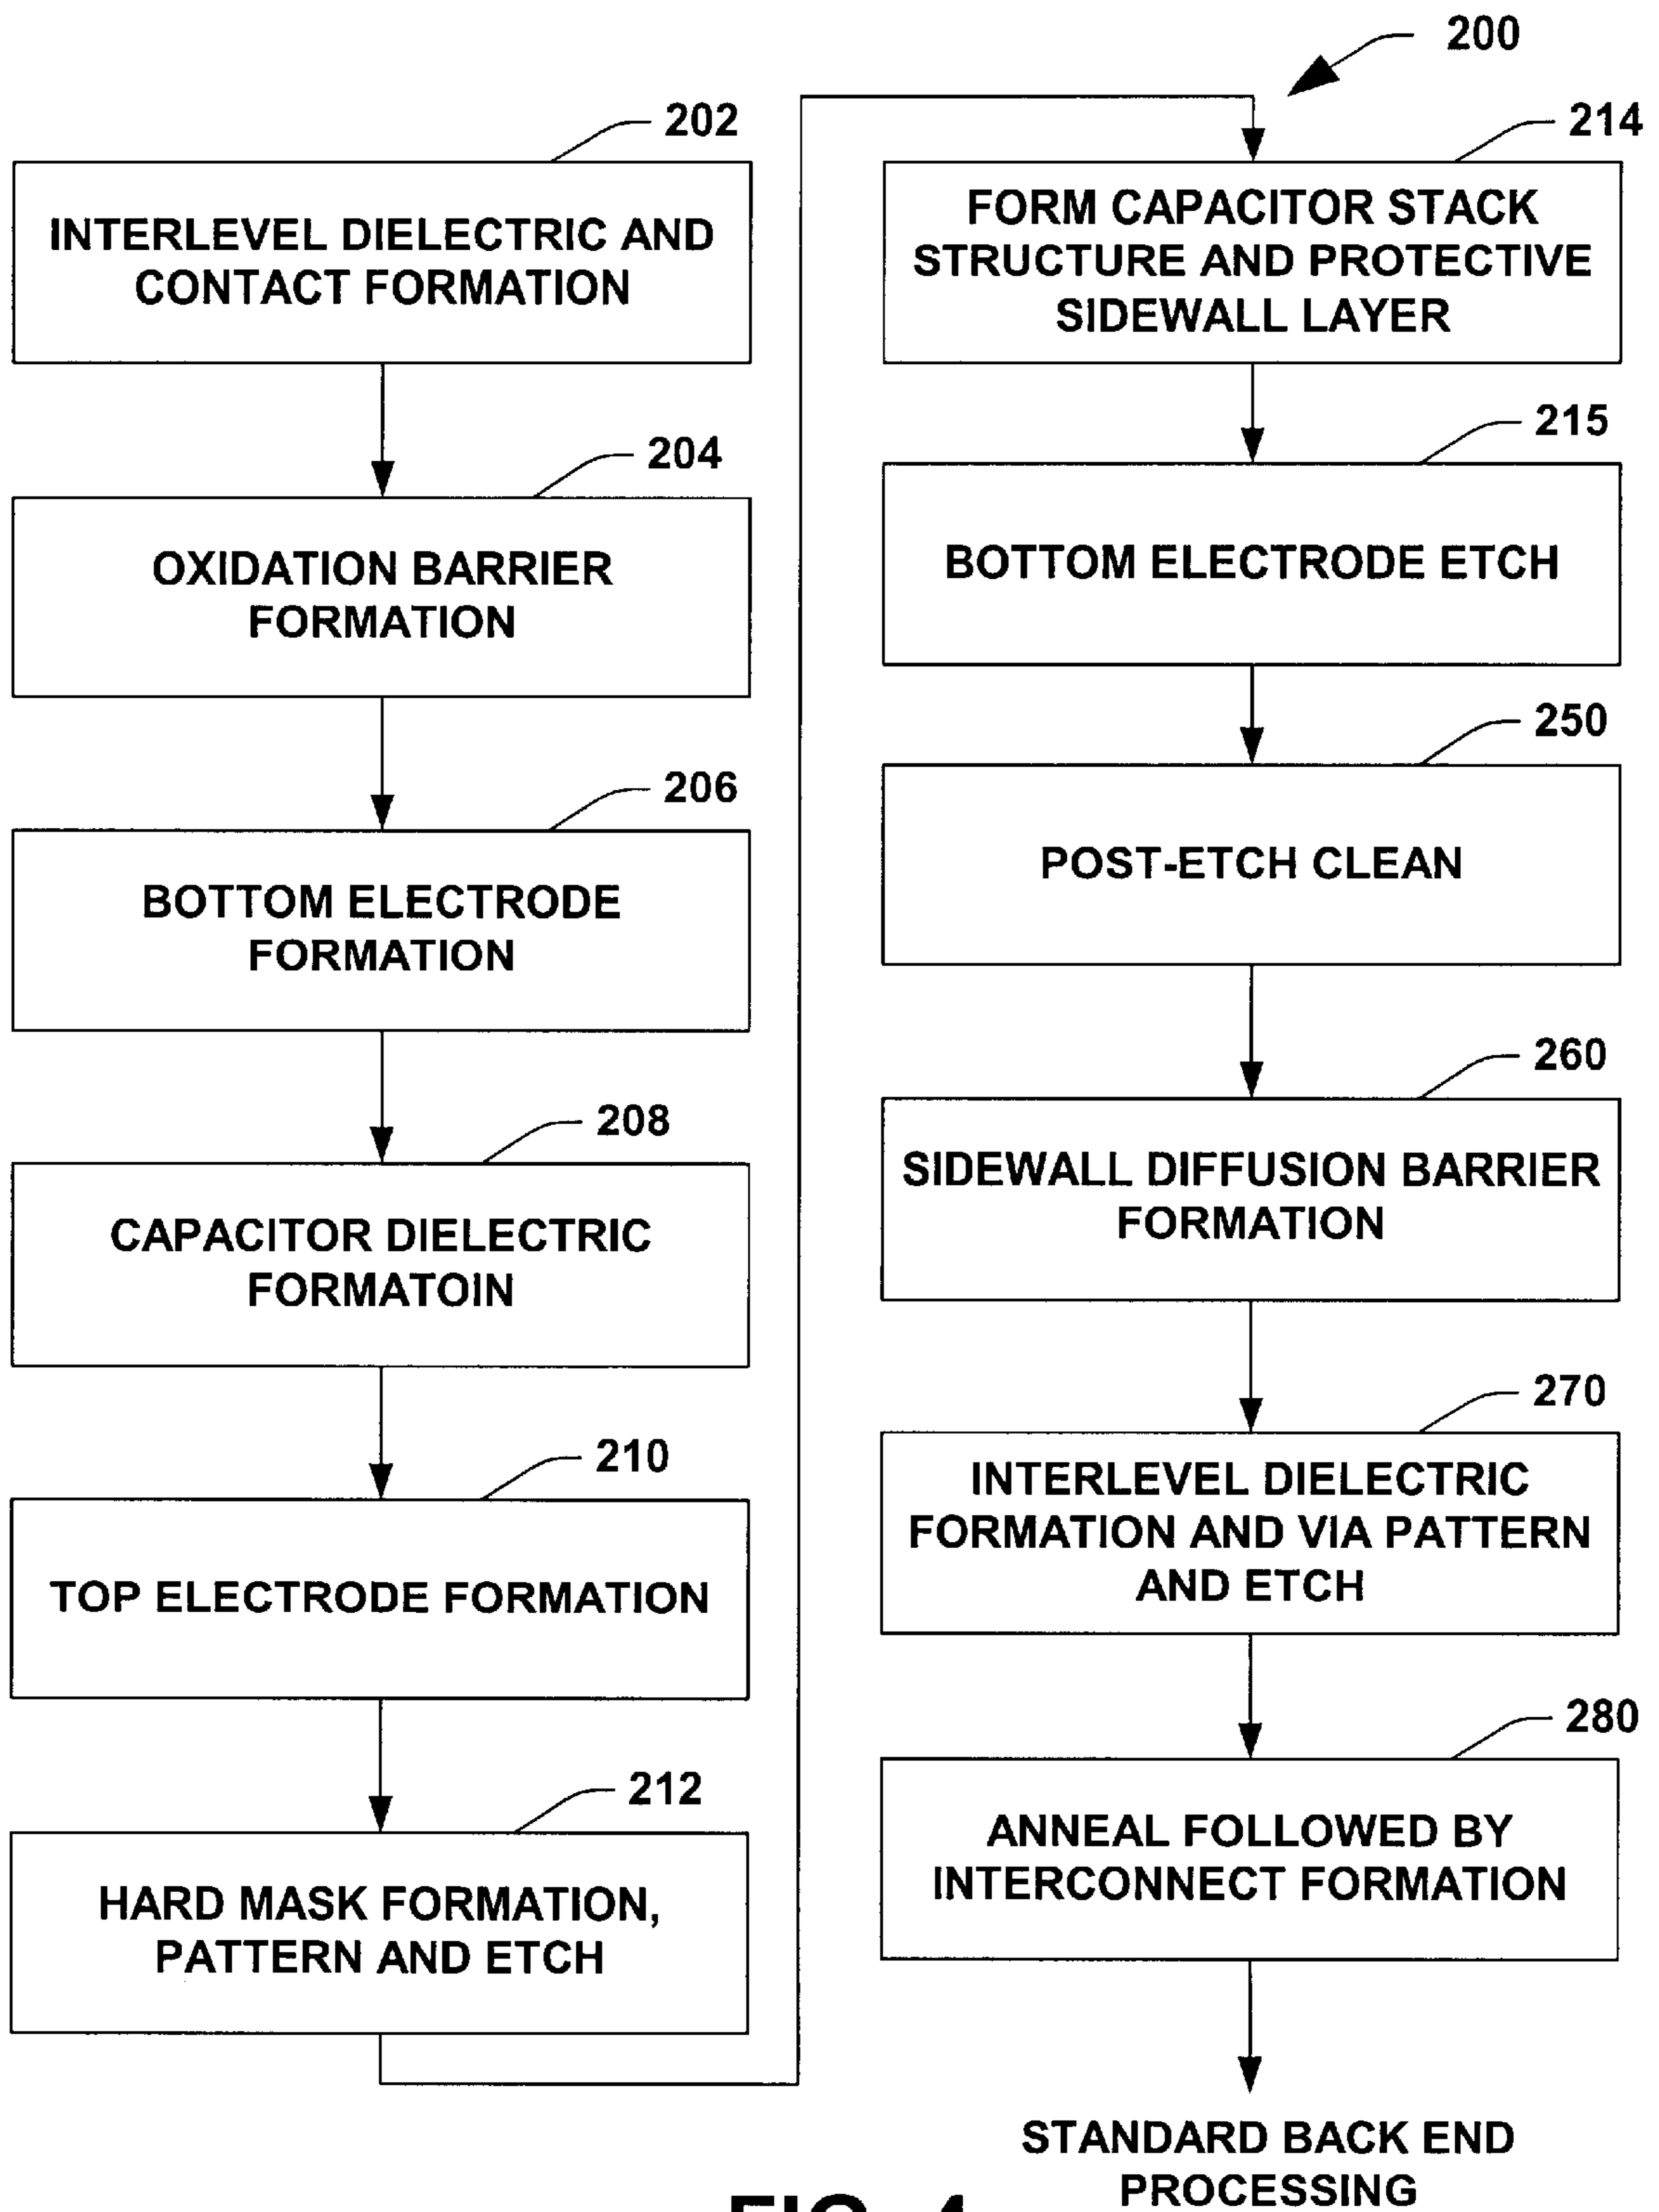 200
202
INTERLEVEL DIELECTRIC AND
CONTACT FORMATION
204
OXIDATION BARRIER
FORMATION
206
BOTTOM ELECTRODE
FORMATION
208
CAPACITOR DIELECTRIC
FORMATOIN
210
TOP ELECTRODE FORMATION
212
HARD MASK FORMATION,
PATTERN AND ETCH
214
FORM CAPACITOR STACK
STRUCTURE AND PROTECTIVE
SIDEWALL LAYER
215
BOTTOM ELECTRODE ETCH
250
POST-ETCH CLEAN
260
SIDEWALL DIFFUSION BARRIER
FORMATION
270
INTERLEVEL DIELECTRIC
FORMATION AND VIA PATTERN
AND ETCH
280
ANNEAL FOLLOWED BY
INTERCONNECT FORMATION
STANDARD BACK END
PROCESSING